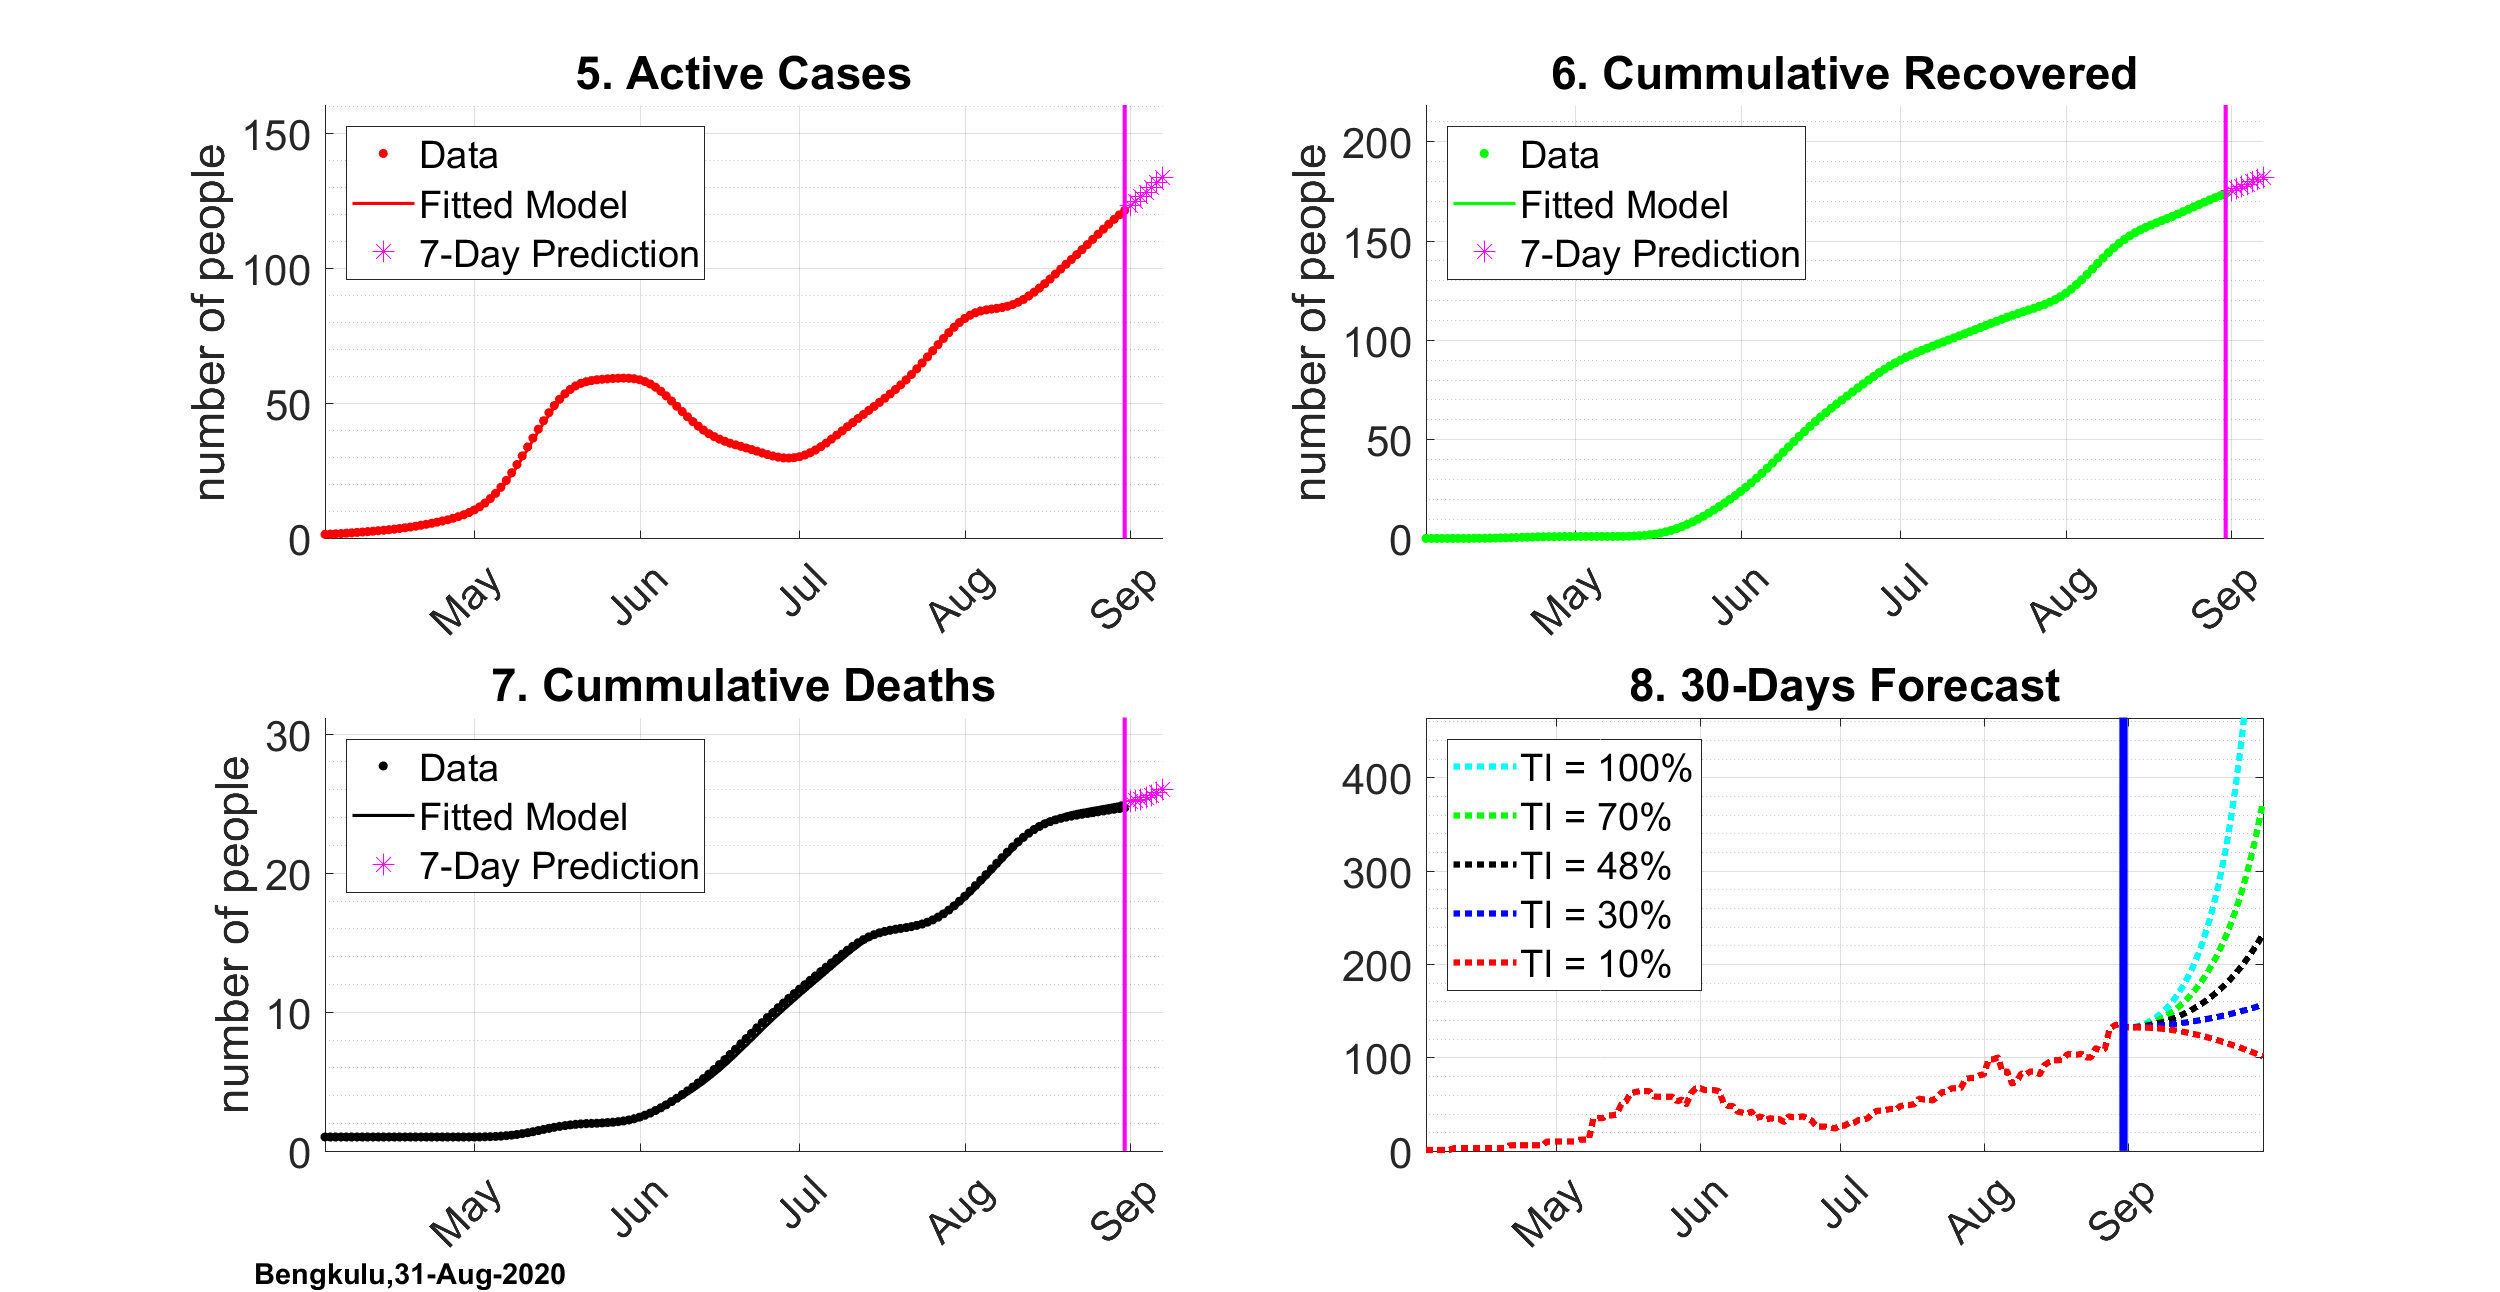 5. Active Cases
150
100
50
0
number of people
Data
Fitted Model
7-Day Prediction
May
Jun
Jul
Aug
Sep
6. Cummulative Recovered
200
150
100
50
0
number of people
Data
Fitted Model
7-Day Prediction
May
Jun
Jul
Aug
Sep
7. Cummulative Deaths
30
20
10
0
number of people
Data
Fitted Model
7-Day Prediction
May
Jun
Jul
Aug
Sep
8. 30-Days Forecast
400
300
200
100
0
TI = 100%
TI = 70%
TI = 48%
TI = 30%
TI = 10%
May
Jun
Jul
Aug
Sep
Bengkulu,31-Aug-2020